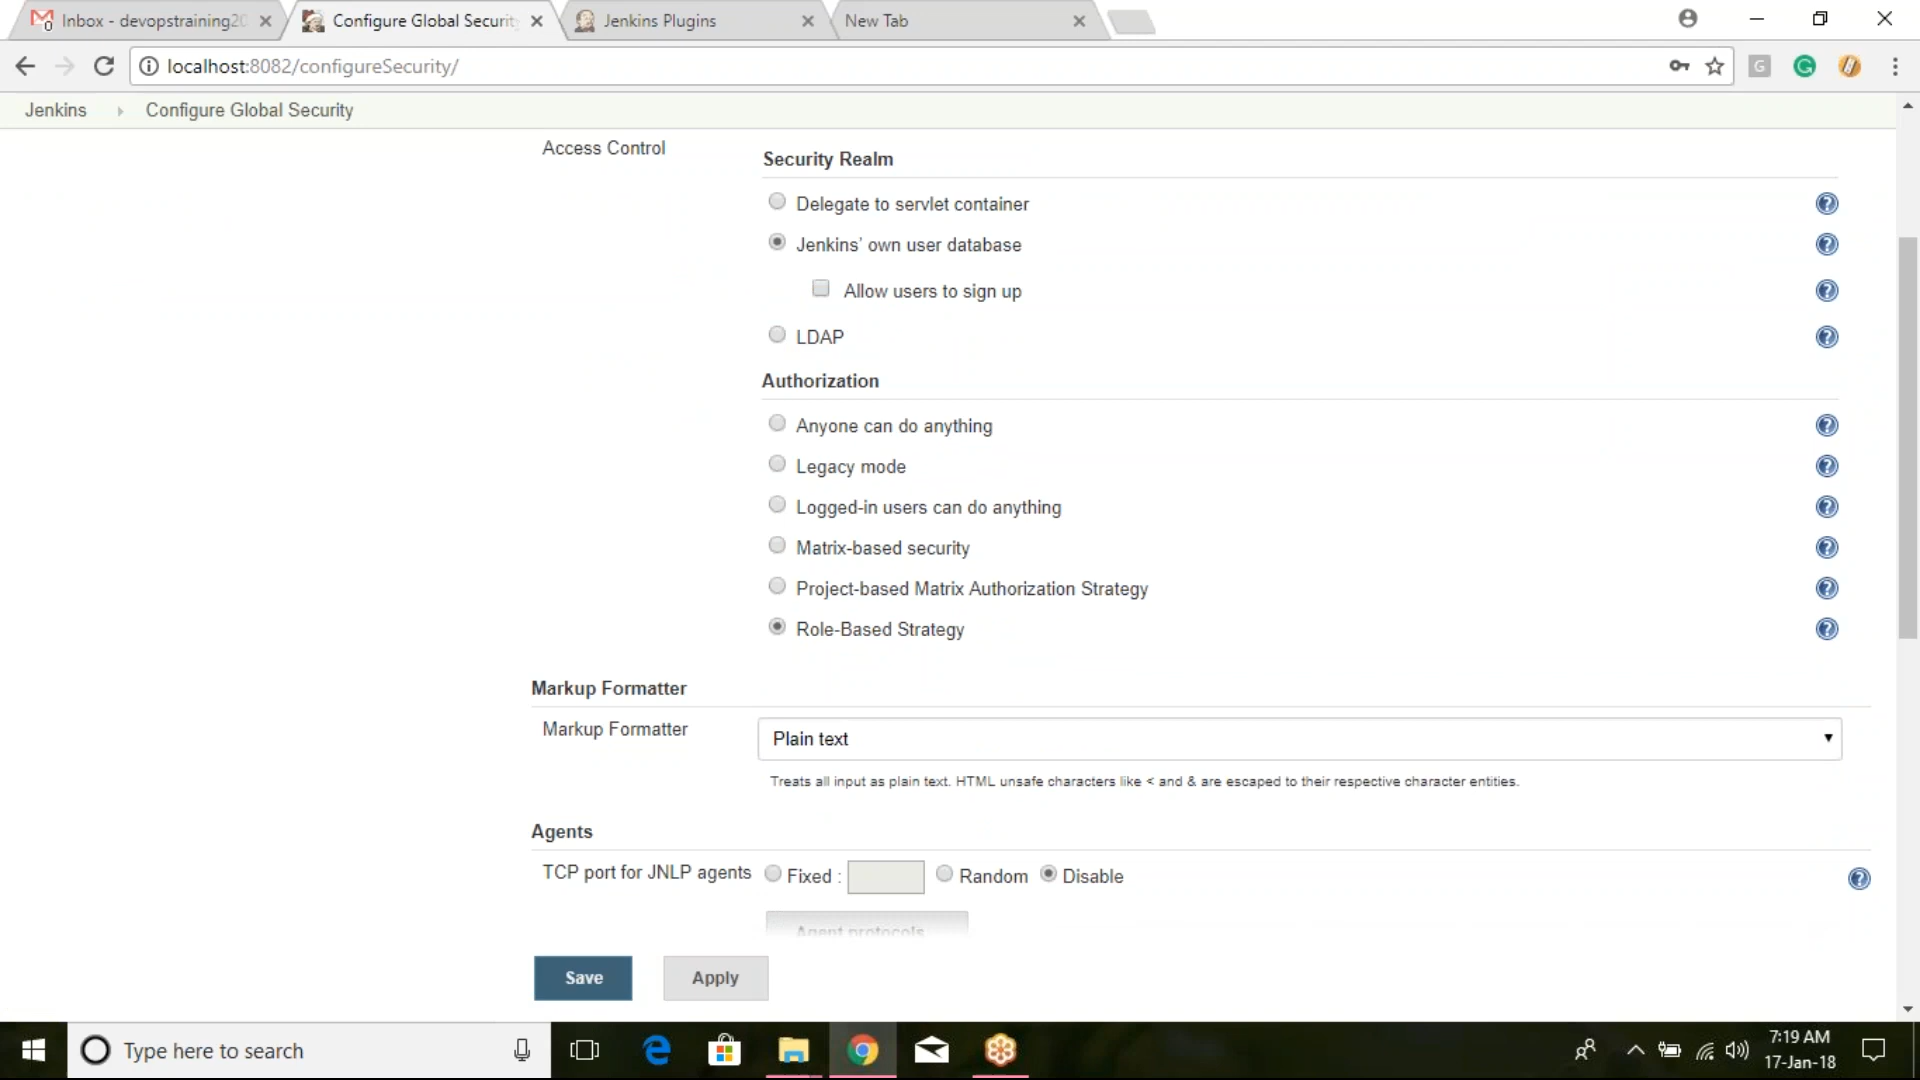 Inbox - devopstraining20
Configure Global Securit
Jenkins Plugins
New Tab
localhost:8082/configureSecurity/
Jenkins
Configure Global Security
Access Control
Security Realm
Delegate to servlet container
Jenkins’ own user database
Allow users to sign up
LDAP
Authorization
Anyone can do anything
Legacy mode
Logged-in users can do anything
Matrix-based security
Project-based Matrix Authorization Strategy
Role-Based Strategy
Markup Formatter
Markup Formatter
Plain text
Treats all input as plain text. HTML unsafe characters like < and & are escaped to their respective character entities.
Agents
TCP port for JNLP agents
Fixed :
Random
Disable
Agent protocols
Save
Apply
Type here to search
7:19 AM
17-Jan-18